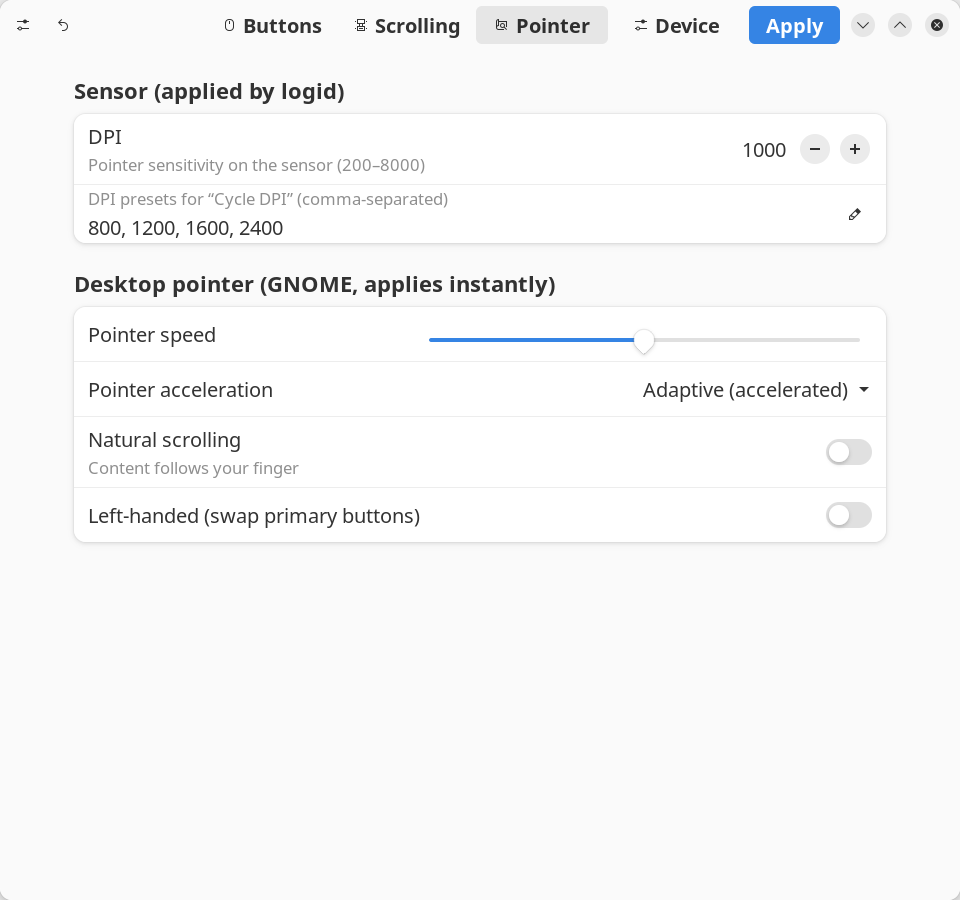 Buttons
Scrolling
Pointer
Device
Apply
Sensor (applied by logid)
DPI
Pointer sensitivity on the sensor (200–8000)
1000
DPI presets for “Cycle DPI” (comma-separated)
800, 1200, 1600, 2400
Desktop pointer (GNOME, applies instantly)
Pointer speed
Pointer acceleration
Adaptive (accelerated)
Natural scrolling
Content follows your finger
Left-handed (swap primary buttons)